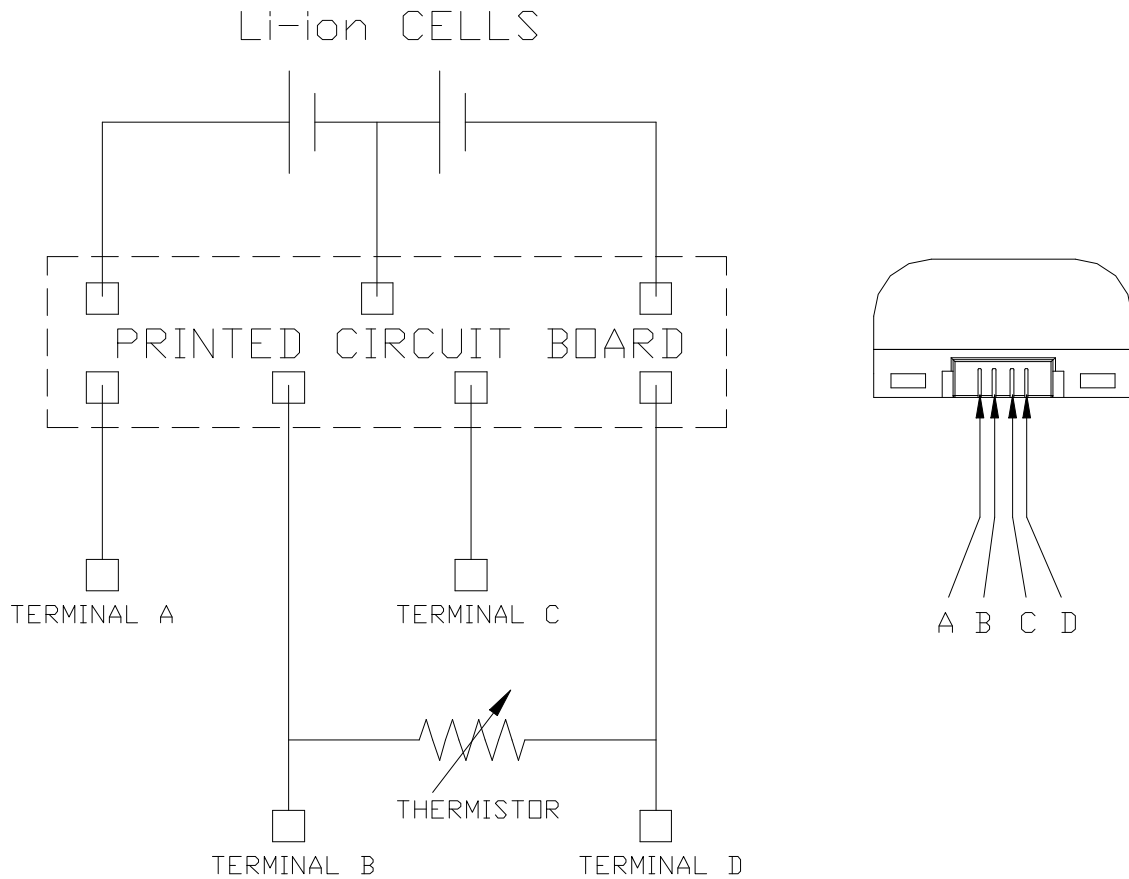 Li-ion CELLS
PRINTED CIRCUIT BOARD
TERMINAL A
TERMINAL C
A B C D
THERMISTOR
TERMINAL B
TERMINAL D